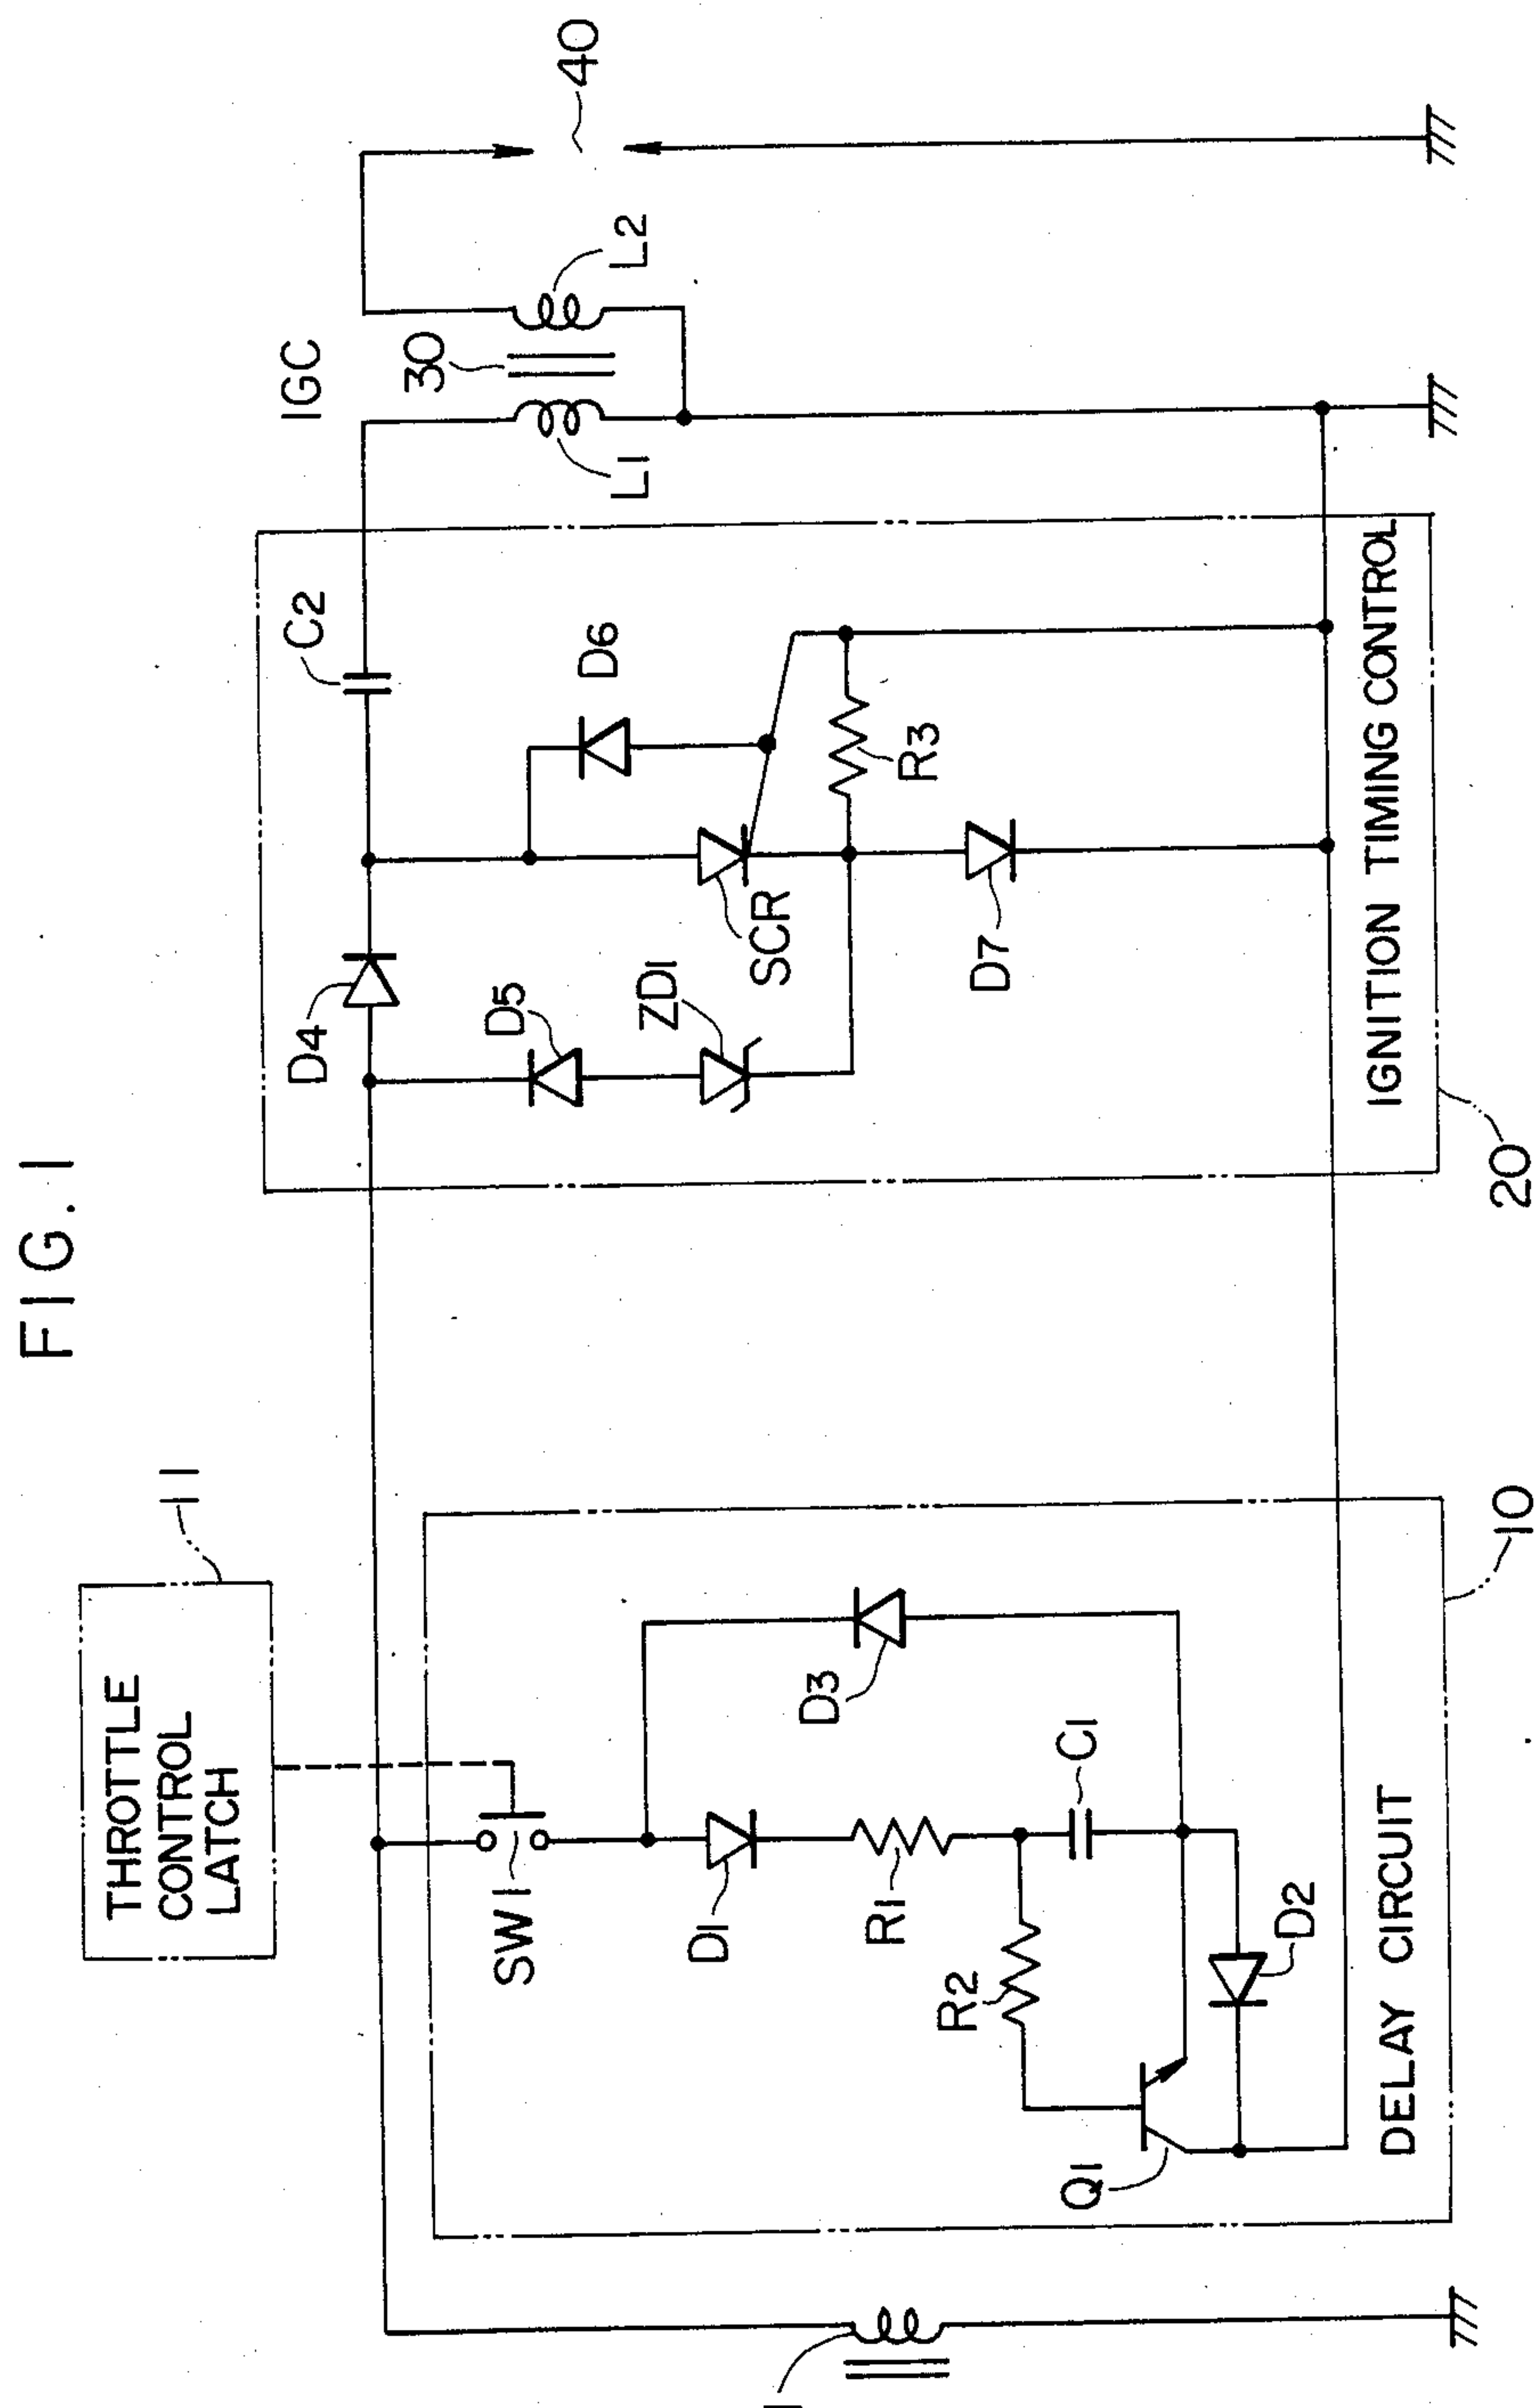 FIG. 1
THROTTLE
CONTROL
LATCH
11
SW1
D1
R1
R2
C1
D3
D2
Q1
DELAY CIRCUIT
10
1
D4
D5
ZD1
SCR
D6
C2
R3
D7
IGNITION TIMING CONTROL
20
IGC
30
L1
L2
40